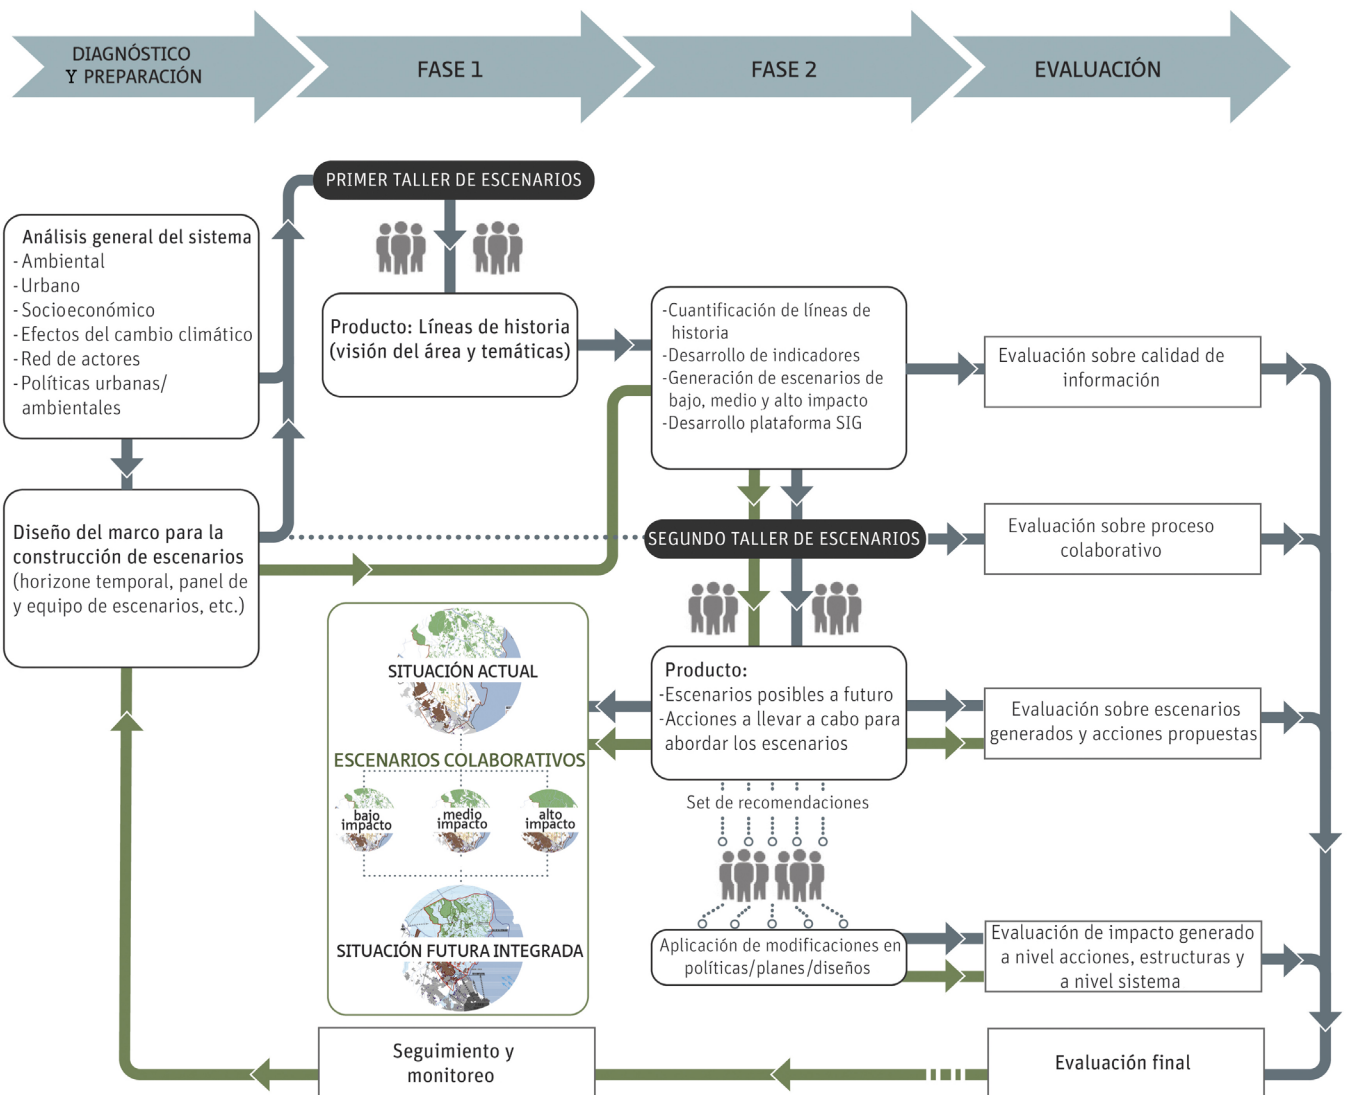 DIAGNÓSTICO
Y PREPARACIÓN
FASE 1
FASE 2
EVALUACIÓN
PRIMER TALLER DE ESCENARIOS
Análisis general del sistema
- Ambiental
- Urbano
- Socioeconómico
- Efectos del cambio climático
- Red de actores
- Políticas urbanas/
ambientales
Producto: Líneas de historia
(visión del área y temáticas)
-Cuantificación de líneas de
historia
-Desarrollo de indicadores
-Generación de escenarios de
bajo, medio y alto impacto
-Desarrollo plataforma SIG
Evaluación sobre calidad de
información
Diseño del marco para la
construcción de escenarios
(horizone temporal, panel de
y equipo de escenarios, etc.)
SEGUNDO TALLER DE ESCENARIOS
Evaluación sobre proceso
colaborativo
SITUACIÓN ACTUAL
ESCENARIOS COLABORATIVOS
bajo
impacto
medio
impacto
alto
impacto
SITUACIÓN FUTURA INTEGRADA
Producto:
-Escenarios posibles a futuro
-Acciones a llevar a cabo para
abordar los escenarios
Evaluación sobre escenarios
generados y acciones propuestas
Set de recomendaciones
Aplicación de modificaciones en
políticas/planes/diseños
Evaluación de impacto generado
a nivel acciones, estructuras y
a nivel sistema
Seguimiento y
monitoreo
Evaluación final